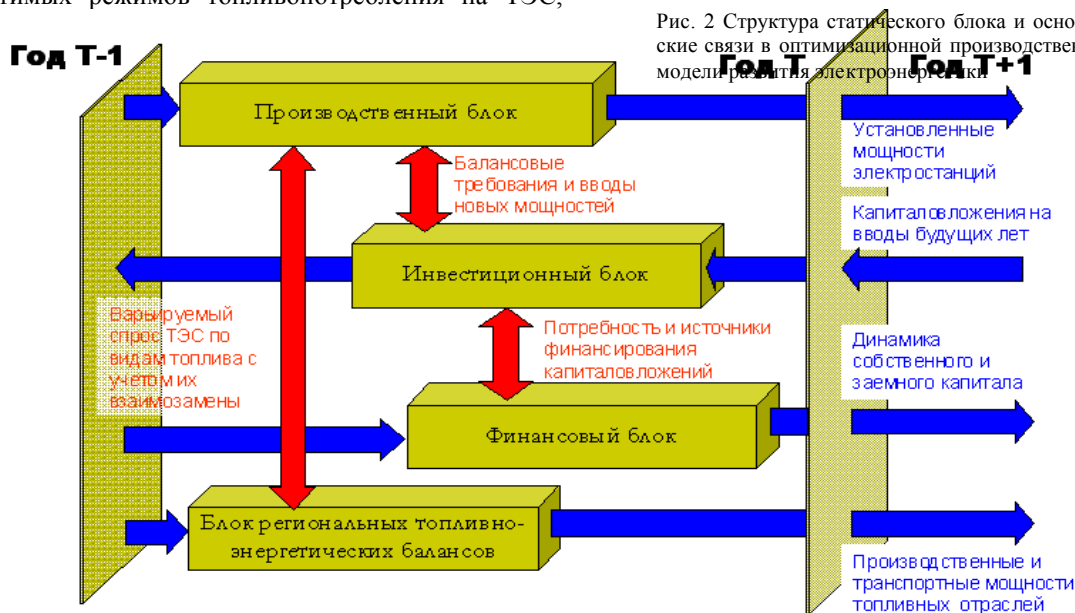 тимых режимов топливопотребления на ТЭС,
Рис. 2 Структура статического блока и осно
ские связи в оптимизационной производстве
модели развития электроэнергетики
Год Т-1
Год Т
Год Т+1
Производственный блок
Установленные
мощности
электростанций
Балансовые
требования и вводы
новых мощностей
Капиталовложения на
вводы будущих лет
Инвестиционный блок
Варьируемый
спрос ТЭС по
видам топлива с
учетом их
взаимозамены
Потребность и источники
финансирования
капиталовложений
Динамика
собственного и
заемного капитала
Финансовый блок
Блок региональных топливно-
энергетических балансов
Производственные и
транспортные мощности
топливных отраслей